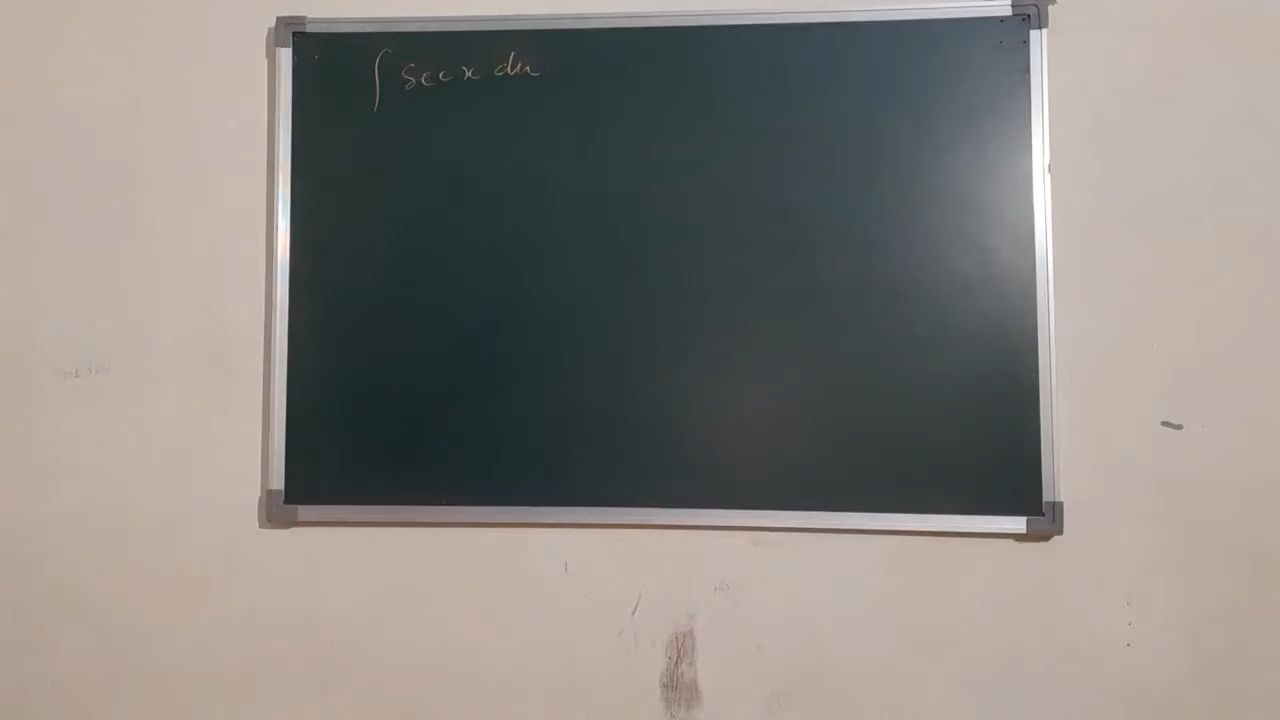 ∫ sec x dx